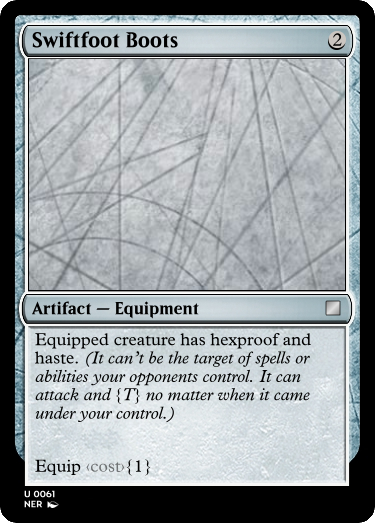 Swiftfoot Boots 2
Artifact — Equipment
Equipped creature has hexproof and
haste. (It can't be the target of spells or
abilities your opponents control. It can
attack and {T} no matter when it came
under your control.)
Equip ‹cost›{1}
U 0061
NER